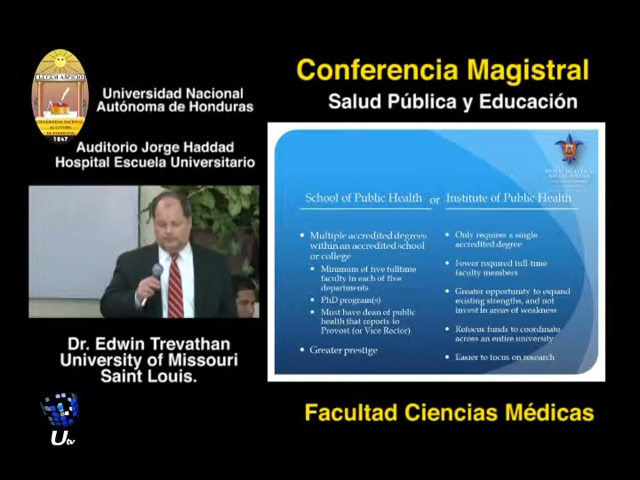 Conferencia Magistral
Salud Pública y Educación
Universidad Nacional
Autónoma de Honduras
1847
Auditorio Jorge Haddad
Hospital Escuela Universitario
School of Public Health or Institute of Public Health
Multiple accredited degrees
within an accredited school
or college
Minimum of five fulltime
faculty in each of five
departments
PhD program(s)
Must have dean of public
health that reports to
Provost (or Vice Rector)
Greater prestige
Only requires a single
accredited degree
Fewer required full-time
faculty members
Greater opportunity to expand
existing strengths, and not
invest in areas of weakness
Refocus funds to coordinate
across an entire university
Easier to focus on research
Dr. Edwin Trevathan
University of Missouri
Saint Louis.
Utv
Facultad Ciencias Médicas